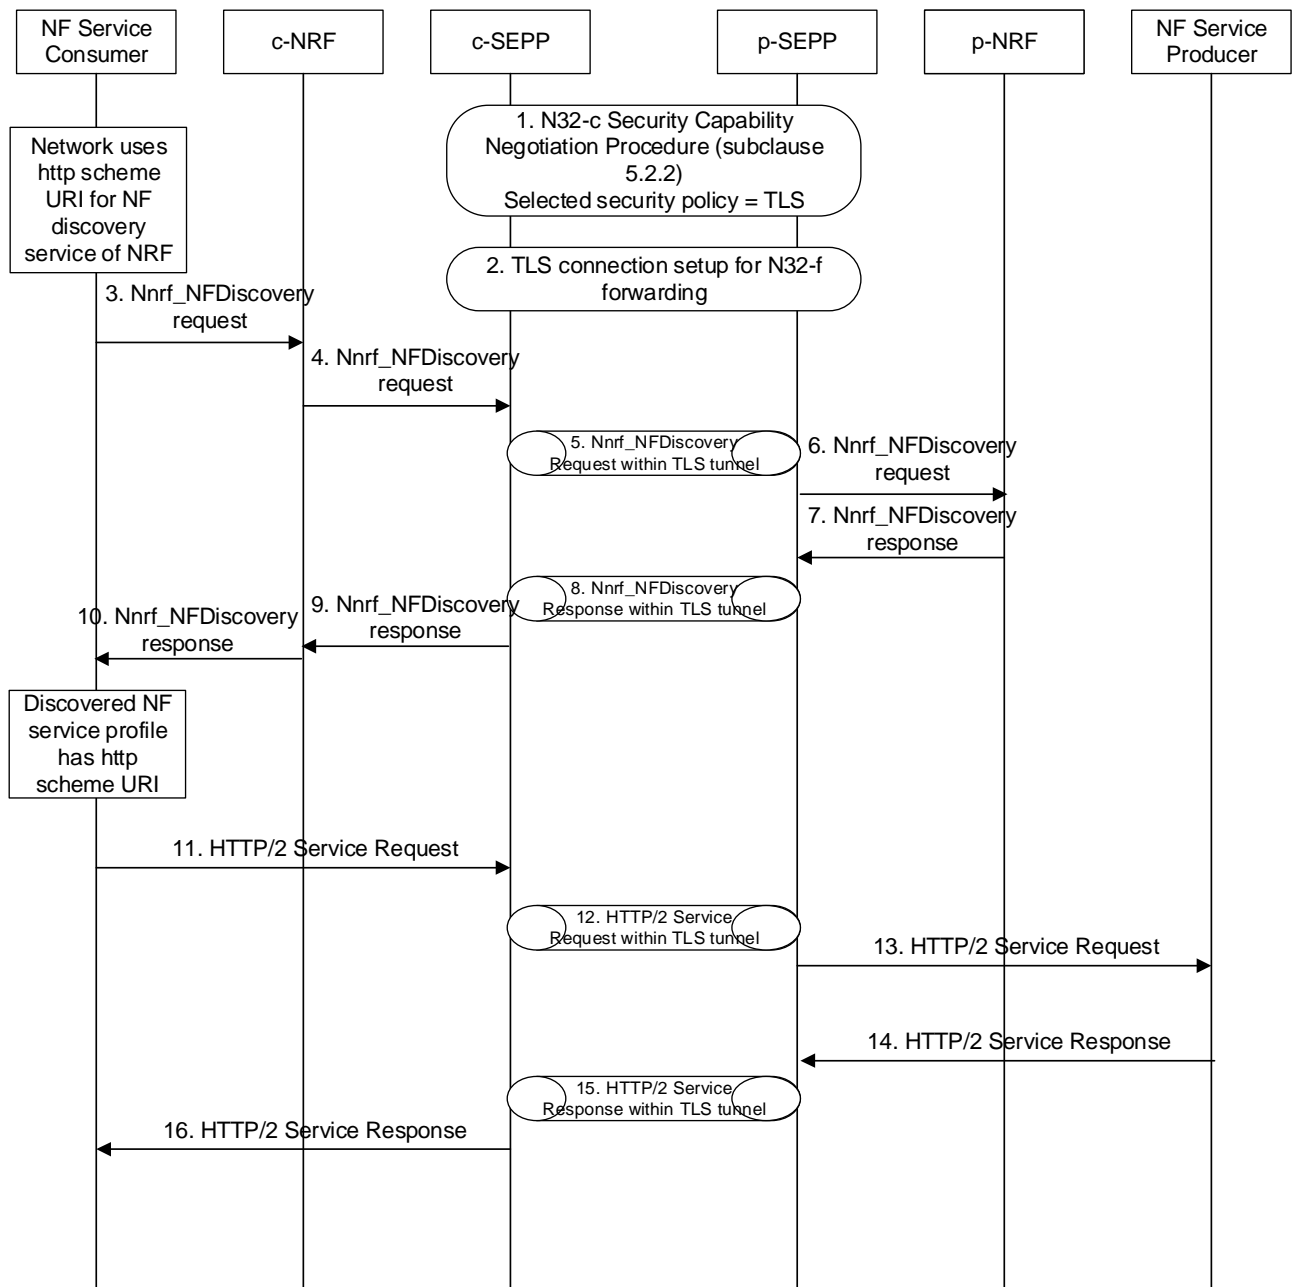 NF Service
Consumer
c-NRF
c-SEPP
p-SEPP
p-NRF
NF Service
Producer
1. N32-c Security Capability
Negotiation Procedure (subclause
5.2.2)
Selected security policy = TLS
Network uses
http scheme
URI for NF
discovery
service of NRF
2. TLS connection setup for N32-f
forwarding
3. Nnrf_NFDiscovery
request
4. Nnrf_NFDiscovery
request
5. Nnrf_NFDiscovery
Request within TLS tunnel
6. Nnrf_NFDiscovery
request
7. Nnrf_NFDiscovery
response
8. Nnrf_NFDiscovery
Response within TLS tunnel
9. Nnrf_NFDiscovery
response
10. Nnrf_NFDiscovery
response
Discovered NF
service profile
has http
scheme URI
11. HTTP/2 Service Request
12. HTTP/2 Service
Request within TLS tunnel
13. HTTP/2 Service Request
14. HTTP/2 Service Response
15. HTTP/2 Service
Response within TLS tunnel
16. HTTP/2 Service Response